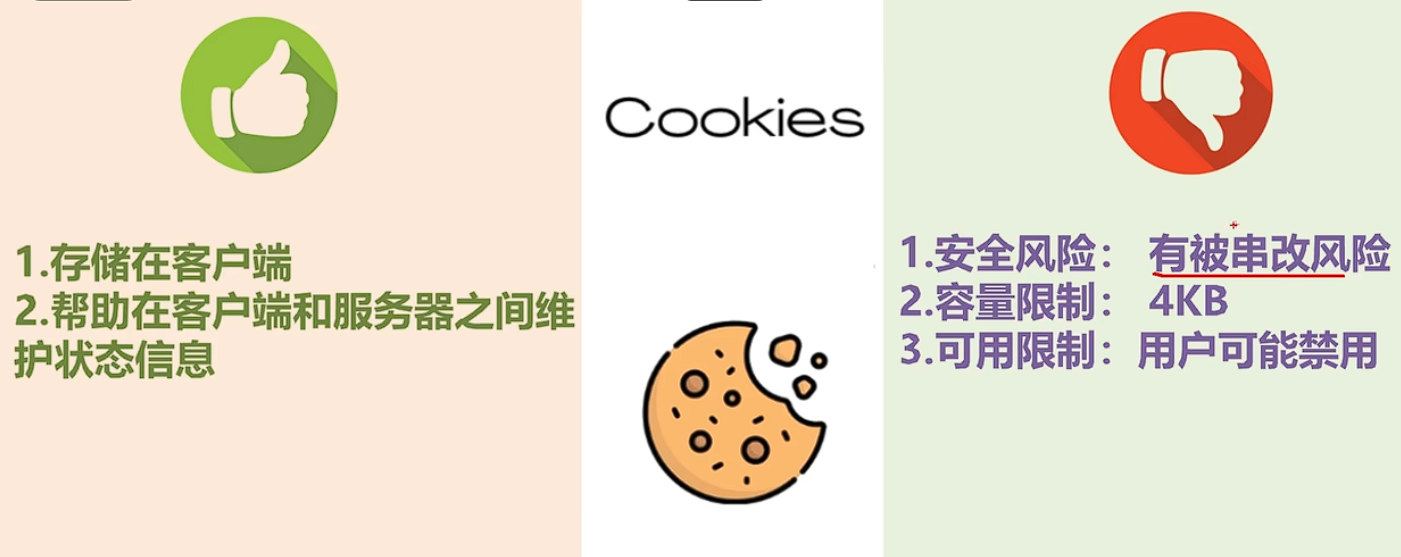 1.存储在客户端
2.帮助在客户端和服务器之间维
护状态信息
Cookies
1.安全风险： 有被串改风险
2.容量限制： 4KB
3.可用限制：用户可能禁用